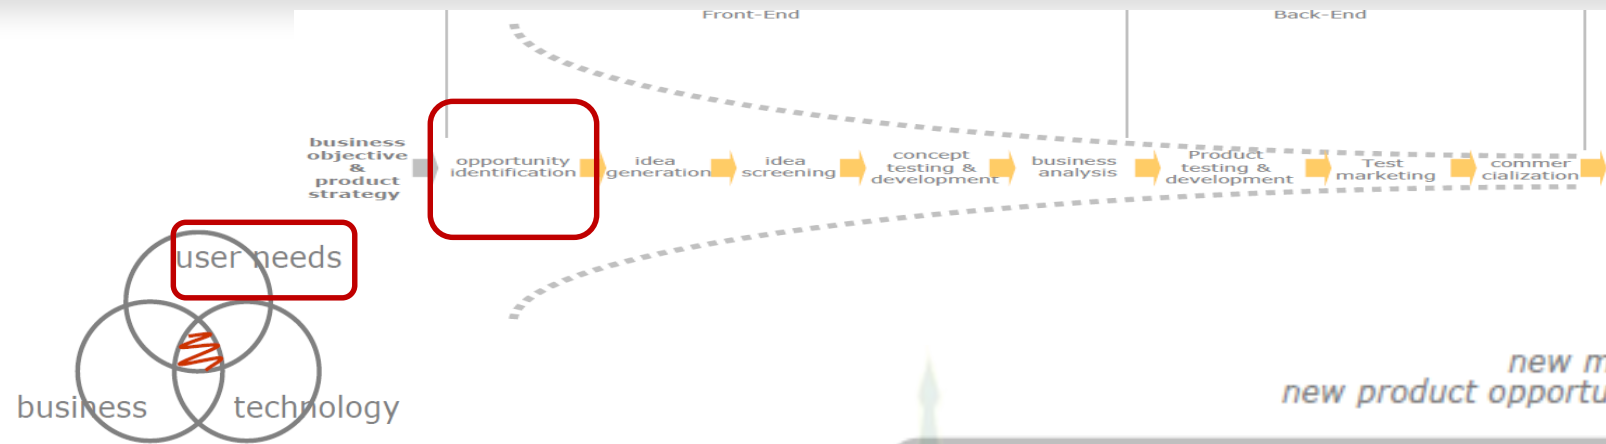 Front-End
Back-End
business
objective
&
product
strategy
opportunity
identification
idea
generation
idea
screening
concept
testing &
development
business
analysis
Product
testing &
development
Test
marketing
commer
cialization
user needs
business
technology
new m
new product opportu